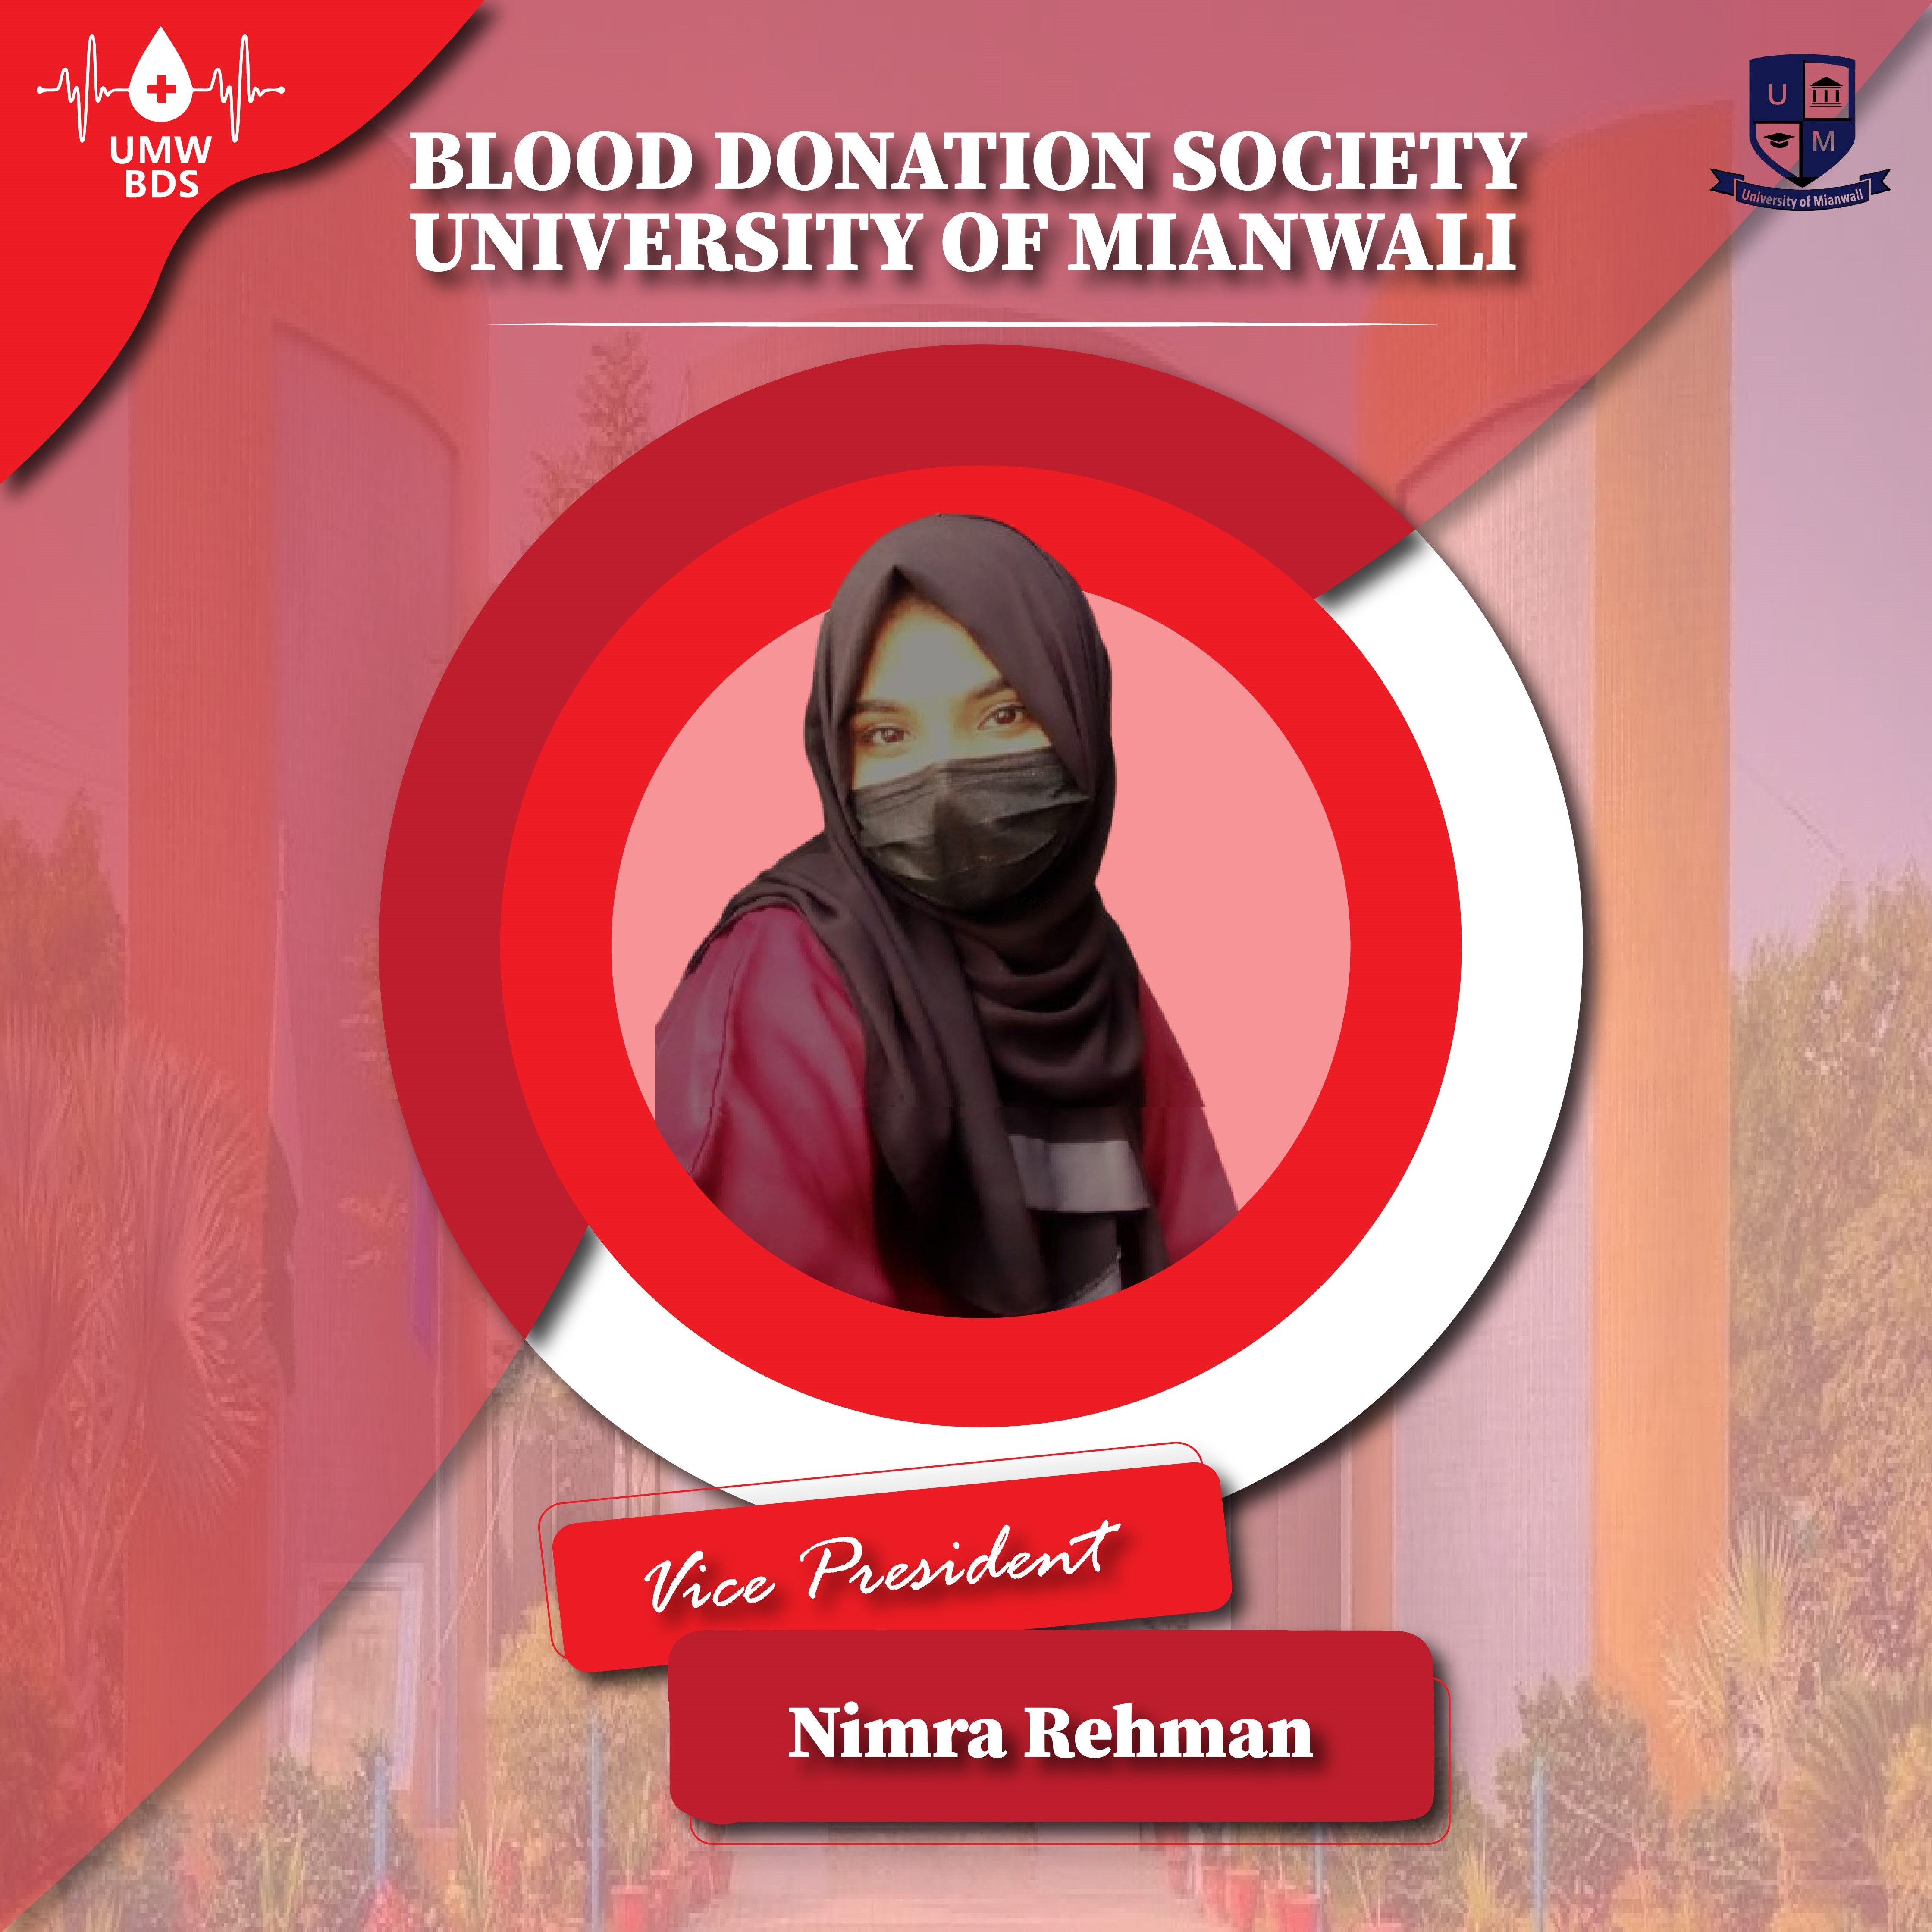 UMW
BDS
BLOOD DONATION SOCIETY
UNIVERSITY OF MIANWALI
U
M
University of Mianwali
Vice President
Nimra Rehman